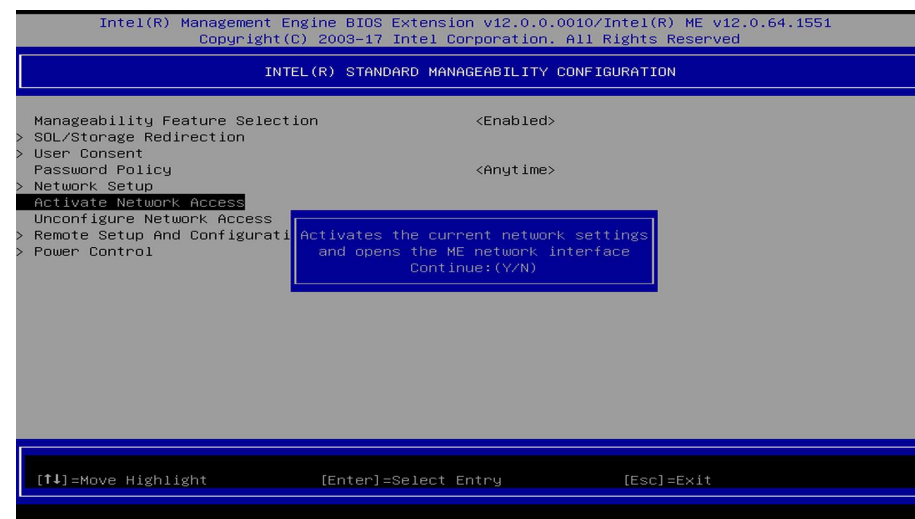 Intel(R) Management Engine BIOS Extension v12.0.0.0010/Intel(R) ME v12.0.64.1551
Copyright(C) 2003-17 Intel Corporation. All Rights Reserved
INTEL(R) STANDARD MANAGEABILITY CONFIGURATION
Manageability Feature Selection <Enabled>
> SOL/Storage Redirection
> User Consent
Password Policy <Anytime>
> Network Setup
Activate Network Access
Unconfigure Network Access
> Remote Setup And Configurati
> Power Control
Activates the current network settings
and opens the ME network interface
Continue:(Y/N)
[↑↓]=Move Highlight [Enter]=Select Entry [Esc]=Exit